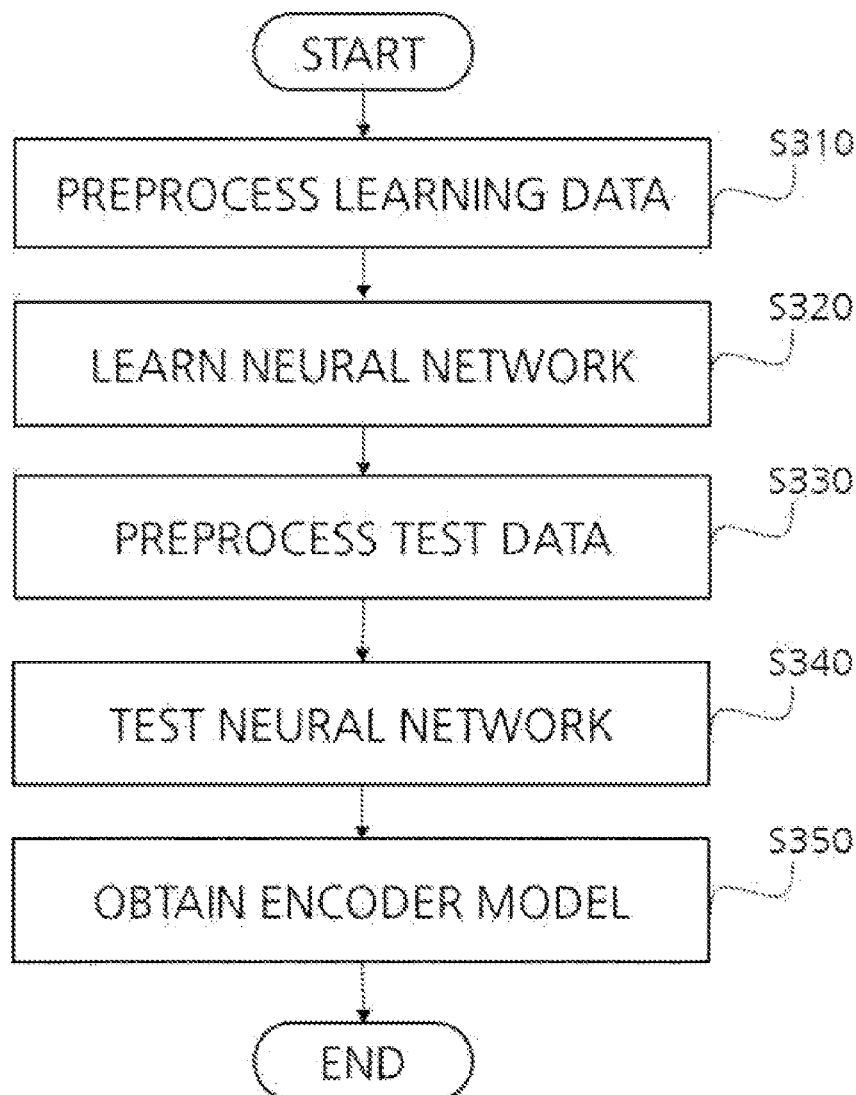 START
S310
PREPROCESS LEARNING DATA
S320
LEARN NEURAL NETWORK
S330
PREPROCESS TEST DATA
S340
TEST NEURAL NETWORK
S350
OBTAIN ENCODER MODEL
END